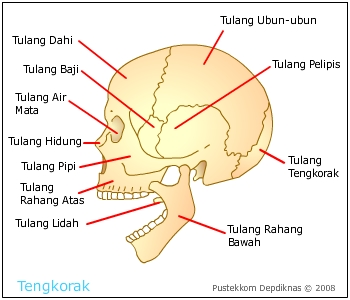 Tulang Ubun-ubun
Tulang Dahi
Tulang Baji
Tulang Pelipis
Tulang Air
Mata
Tulang Hidung
Tulang Pipi
Tulang
Tengkorak
Tulang
Rahang Atas
Tulang Lidah
Tulang Rahang
Bawah
Tengkorak
Pustekkom Depdiknas © 2008